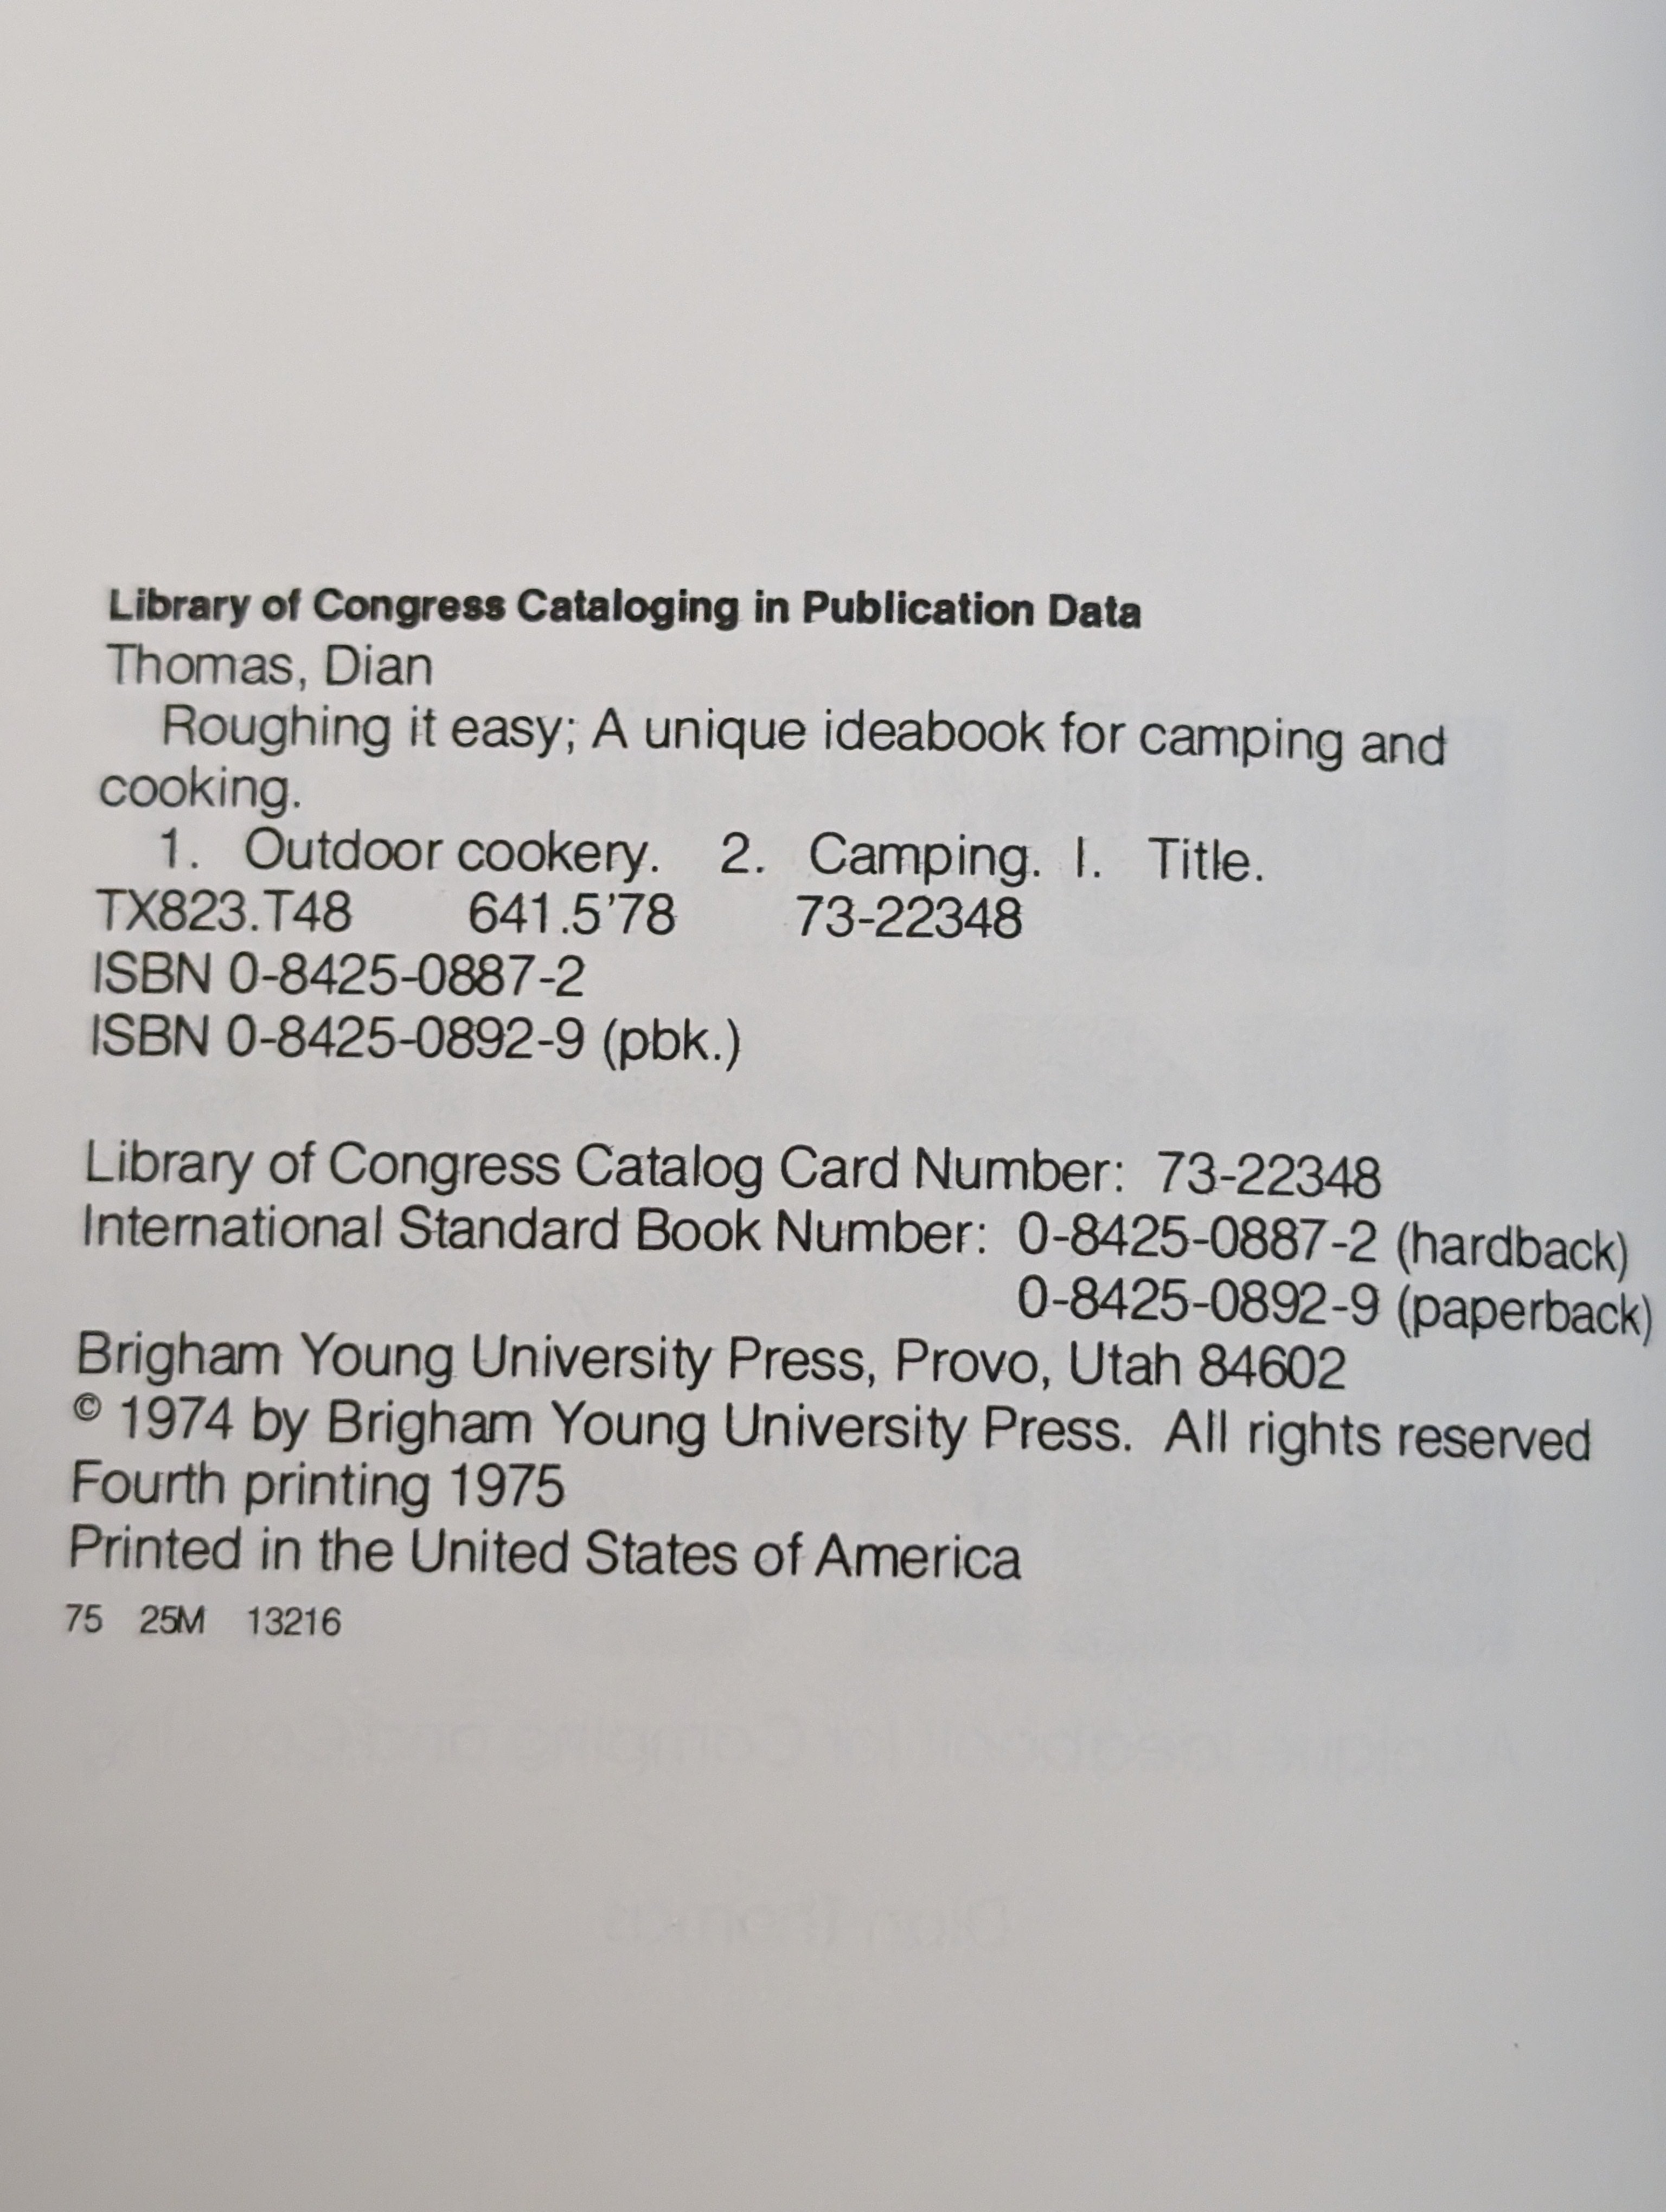 Library of Congress Cataloging in Publication Data
Thomas, Dian
Roughing it easy; A unique ideabook for camping and
cooking.
1. Outdoor cookery. 2. Camping. I. Title.
TX823.T48 641.5'78 73-22348
ISBN 0-8425-0887-2
ISBN 0-8425-0892-9 (pbk.)
Library of Congress Catalog Card Number: 73-22348
International Standard Book Number: 0-8425-0887-2 (hardback)
0-8425-0892-9 (paperback)
Brigham Young University Press, Provo, Utah 84602
© 1974 by Brigham Young University Press. All rights reserved
Fourth printing 1975
Printed in the United States of America
75 25M 13216